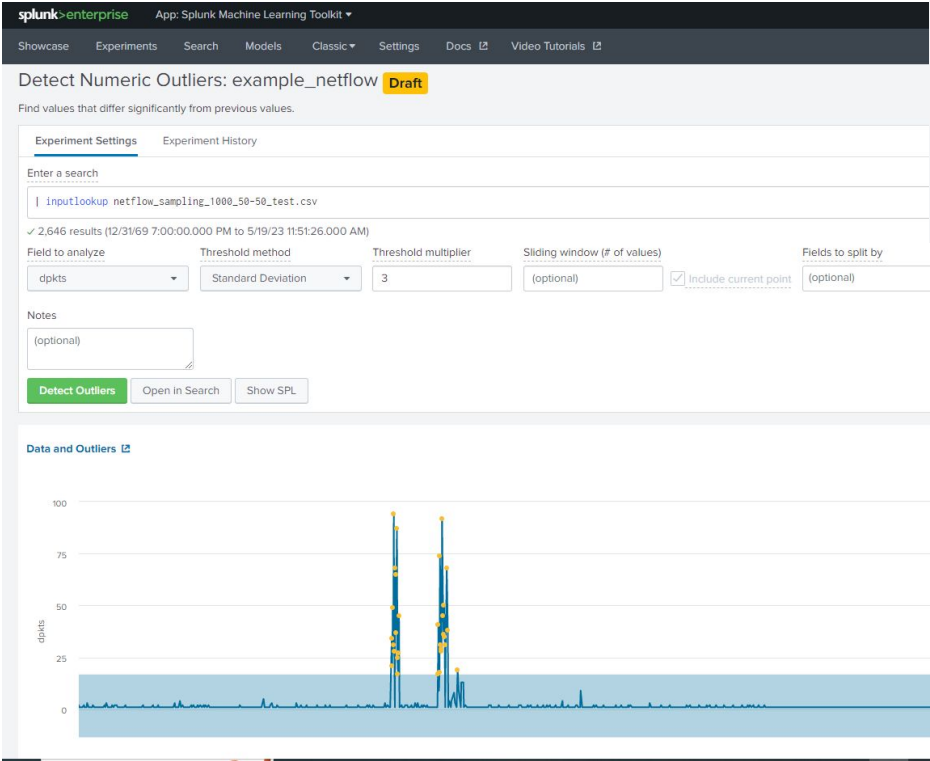 splunk>enterprise App: Splunk Machine Learning Toolkit
Showcase Experiments Search Models Classic Settings Docs Video Tutorials
Detect Numeric Outliers: example_netflow Draft
Find values that differ significantly from previous values.
Experiment Settings Experiment History
Enter a search
| inputlookup netflow_sampling_1000_50-50_test.csv
✓ 2,646 results (12/31/69 7:00:00.000 PM to 5/19/23 11:51:26.000 AM)
Field to analyze Threshold method Threshold multiplier Sliding window (# of values) Fields to split by
dpkts Standard Deviation 3 (optional) Include current point (optional)
Notes
(optional)
Detect Outliers Open in Search Show SPL
Data and Outliers
100
75
50
25
0
dpkts